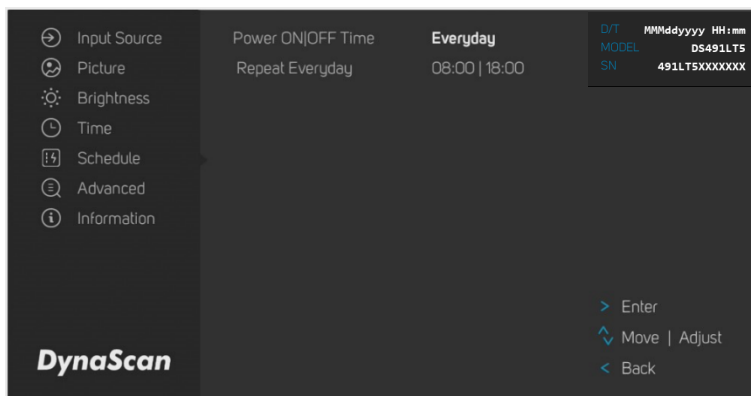 Input Source
Picture
Brightness
Time
Schedule
Advanced
Information
DynaScan
Power ON|OFF Time Everyday
Repeat Everyday 08:00 | 18:00
D/T MMMddyyyy HH:mm
MODEL DS491LT5
SN 491LT5XXXXXXX
> Enter
Move | Adjust
< Back